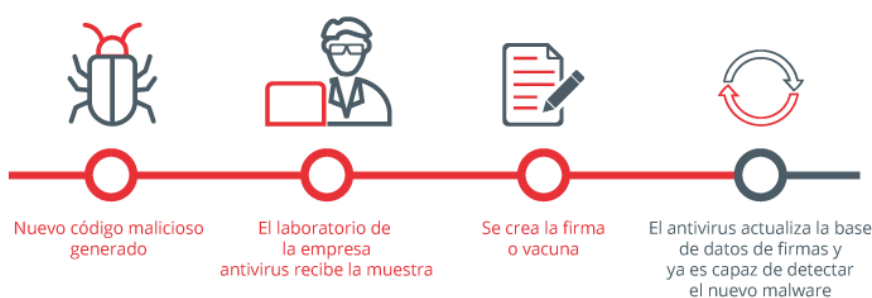 Nuevo código malicioso
generado
El laboratorio de
la empresa
antivirus recibe la muestra
Se crea la firma
o vacuna
El antivirus actualiza la base
de datos de firmas y
ya es capaz de detectar
el nuevo malware